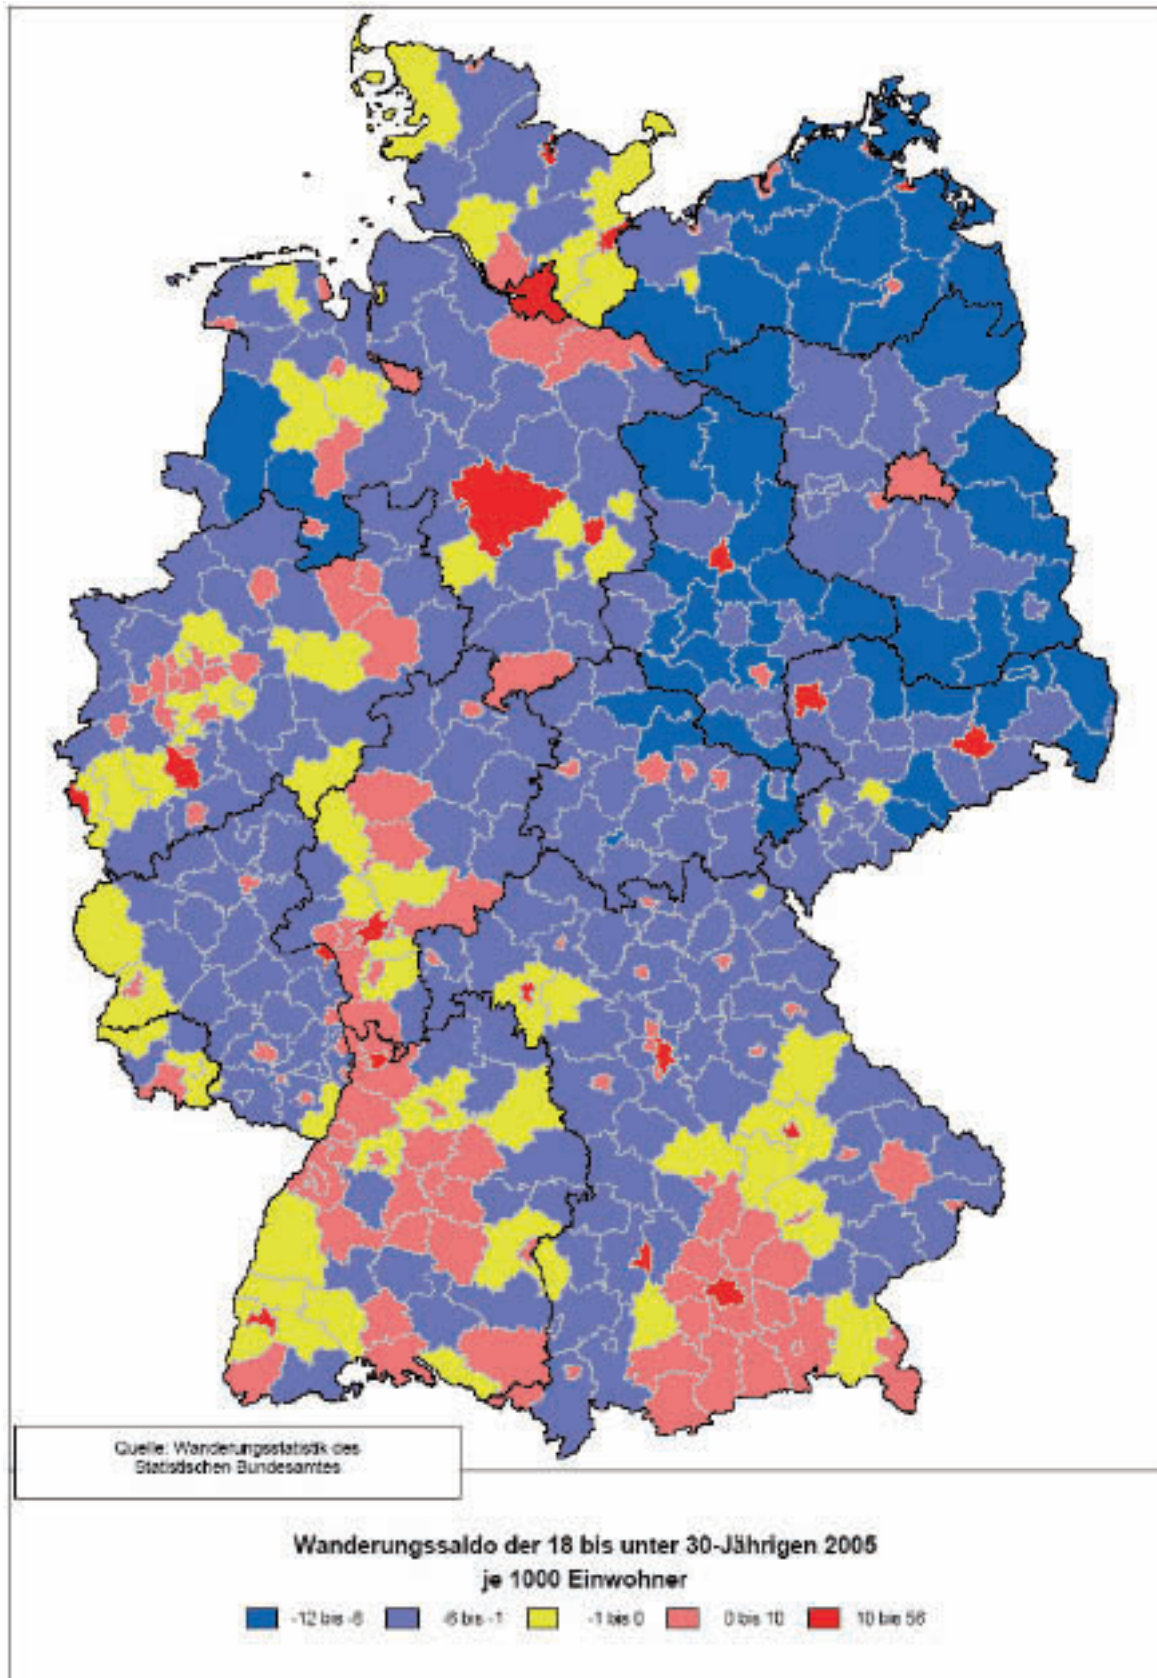 Quelle: Wanderungsstatistik des
Statistischen Bundesamtes
Wanderungssaldo der 18 bis unter 30-Jährigen 2005
je 1000 Einwohner
-12 bis -6 -6 bis -1 -1 bis 0 0 bis 10 10 bis 56